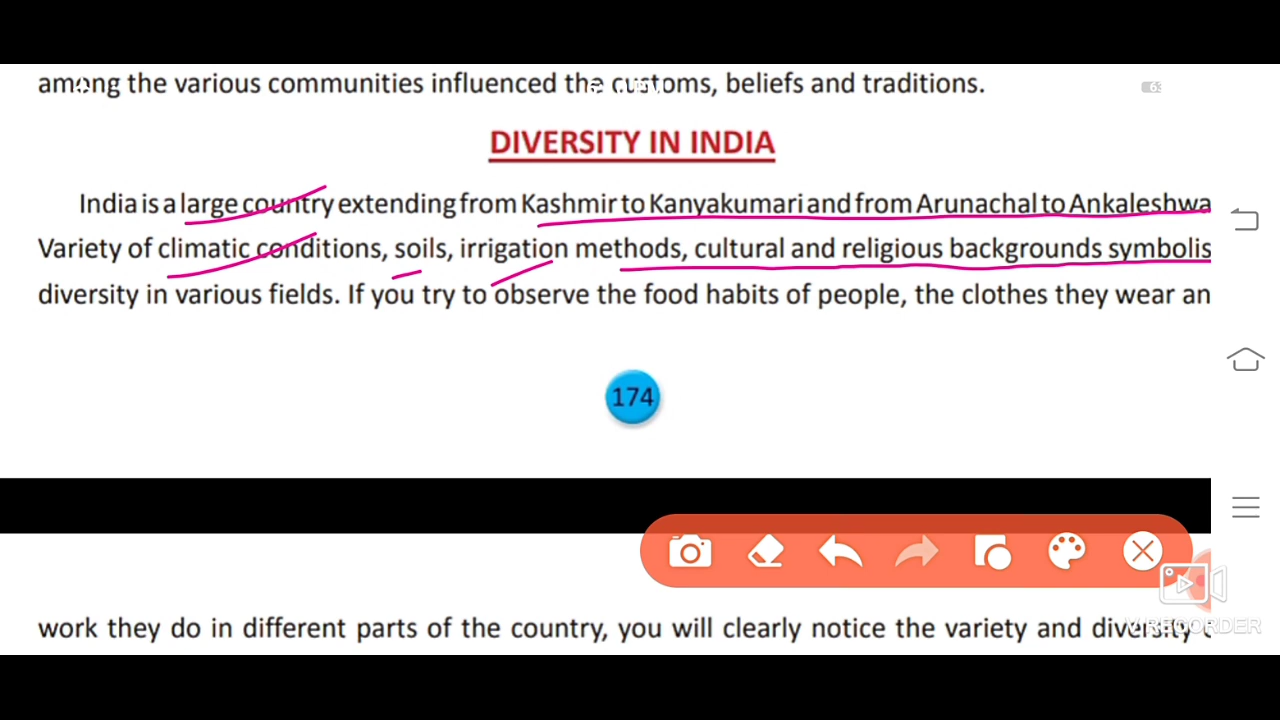 among the various communities influenced the customs, beliefs and traditions.
DIVERSITY IN INDIA
India is a large country extending from Kashmir to Kanyakumari and from Arunachal to Ankaleshwa
Variety of climatic conditions, soils, irrigation methods, cultural and religious backgrounds symbolis
diversity in various fields. If you try to observe the food habits of people, the clothes they wear an
174
work they do in different parts of the country, you will clearly notice the variety and diversity
V RECORDER